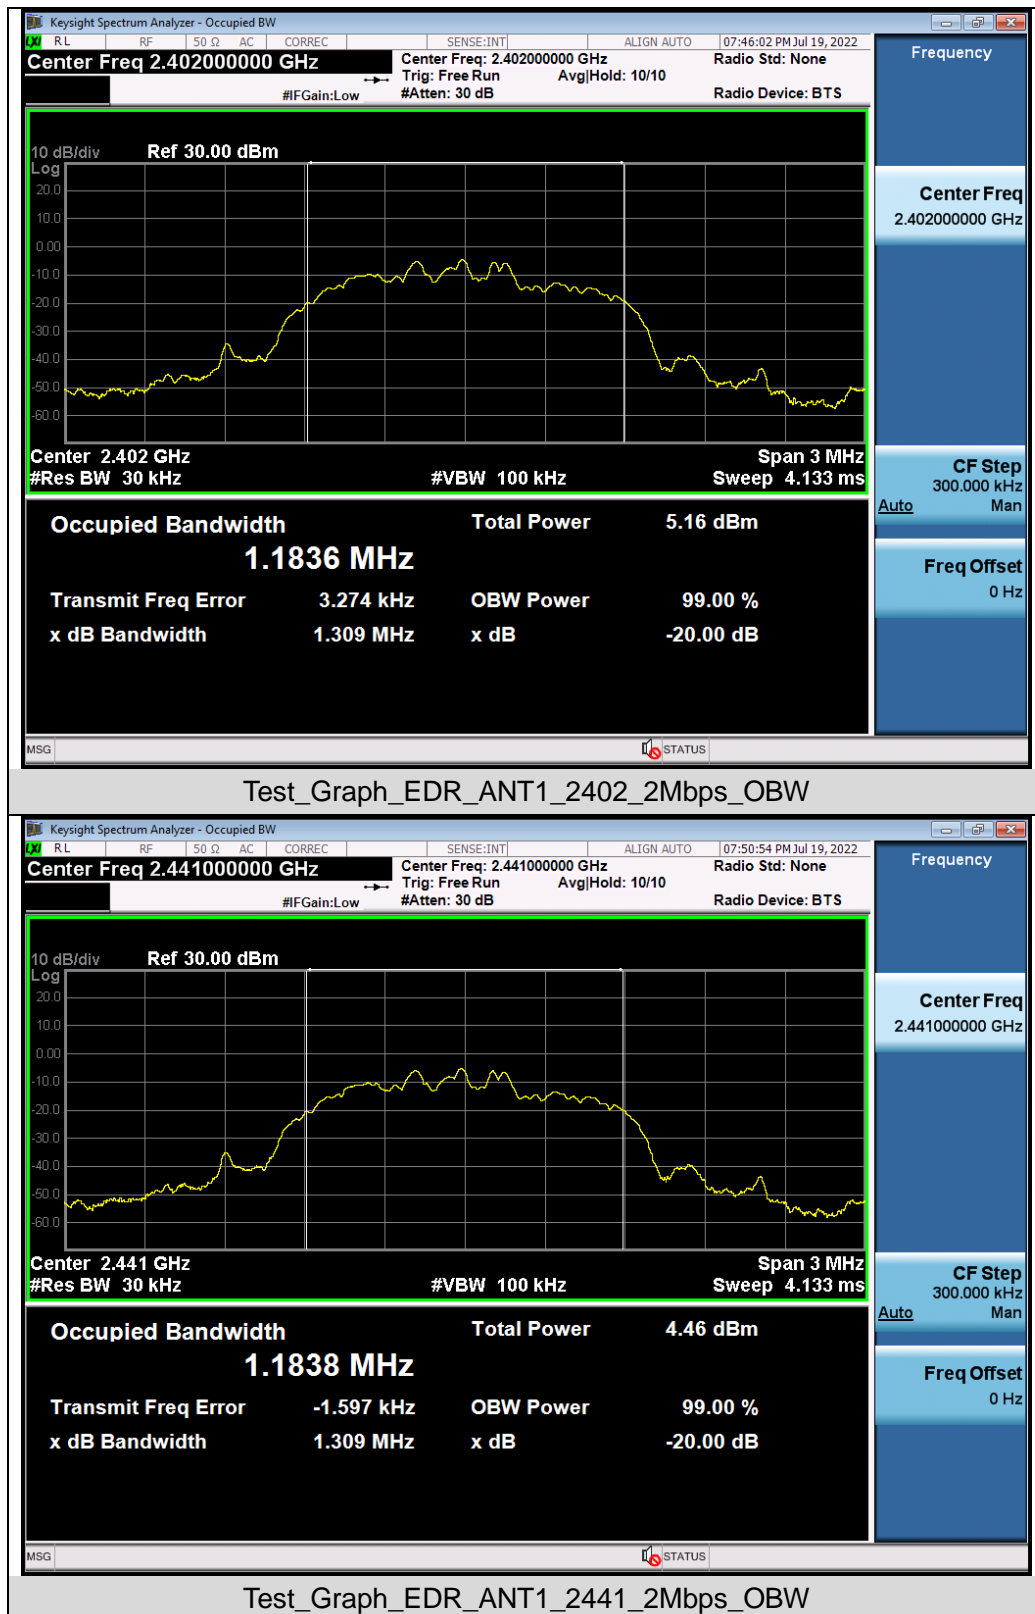 Keysight Spectrum Analyzer - Occupied BW
LXI RL RF 50 Ω AC CORREC SENSE:INT ALIGN AUTO 07:46:02 PM Jul 19, 2022
Center Freq 2.402000000 GHz
Center Freq: 2.402000000 GHz Radio Std: None
Trig: Free Run Avg|Hold: 10/10
#IFGain:Low #Atten: 30 dB Radio Device: BTS
Frequency
10 dB/div Ref 30.00 dBm
Log
20.0
10.0
0.00
-10.0
-20.0
-30.0
-40.0
-50.0
-60.0
Center 2.402 GHz Span 3 MHz
#Res BW 30 kHz #VBW 100 kHz Sweep 4.133 ms
Center Freq
2.402000000 GHz
CF Step
300.000 kHz
Auto Man
Freq Offset
0 Hz
Occupied Bandwidth Total Power 5.16 dBm
1.1836 MHz
Transmit Freq Error 3.274 kHz OBW Power 99.00 %
x dB Bandwidth 1.309 MHz x dB -20.00 dB
MSG STATUS
Test_Graph_EDR_ANT1_2402_2Mbps_OBW
Keysight Spectrum Analyzer - Occupied BW
LXI RL RF 50 Ω AC CORREC SENSE:INT ALIGN AUTO 07:50:54 PM Jul 19, 2022
Center Freq 2.441000000 GHz
Center Freq: 2.441000000 GHz Radio Std: None
Trig: Free Run Avg|Hold: 10/10
#IFGain:Low #Atten: 30 dB Radio Device: BTS
Frequency
10 dB/div Ref 30.00 dBm
Log
20.0
10.0
0.00
-10.0
-20.0
-30.0
-40.0
-50.0
-60.0
Center 2.441 GHz Span 3 MHz
#Res BW 30 kHz #VBW 100 kHz Sweep 4.133 ms
Center Freq
2.441000000 GHz
CF Step
300.000 kHz
Auto Man
Freq Offset
0 Hz
Occupied Bandwidth Total Power 4.46 dBm
1.1838 MHz
Transmit Freq Error -1.597 kHz OBW Power 99.00 %
x dB Bandwidth 1.309 MHz x dB -20.00 dB
MSG STATUS
Test_Graph_EDR_ANT1_2441_2Mbps_OBW